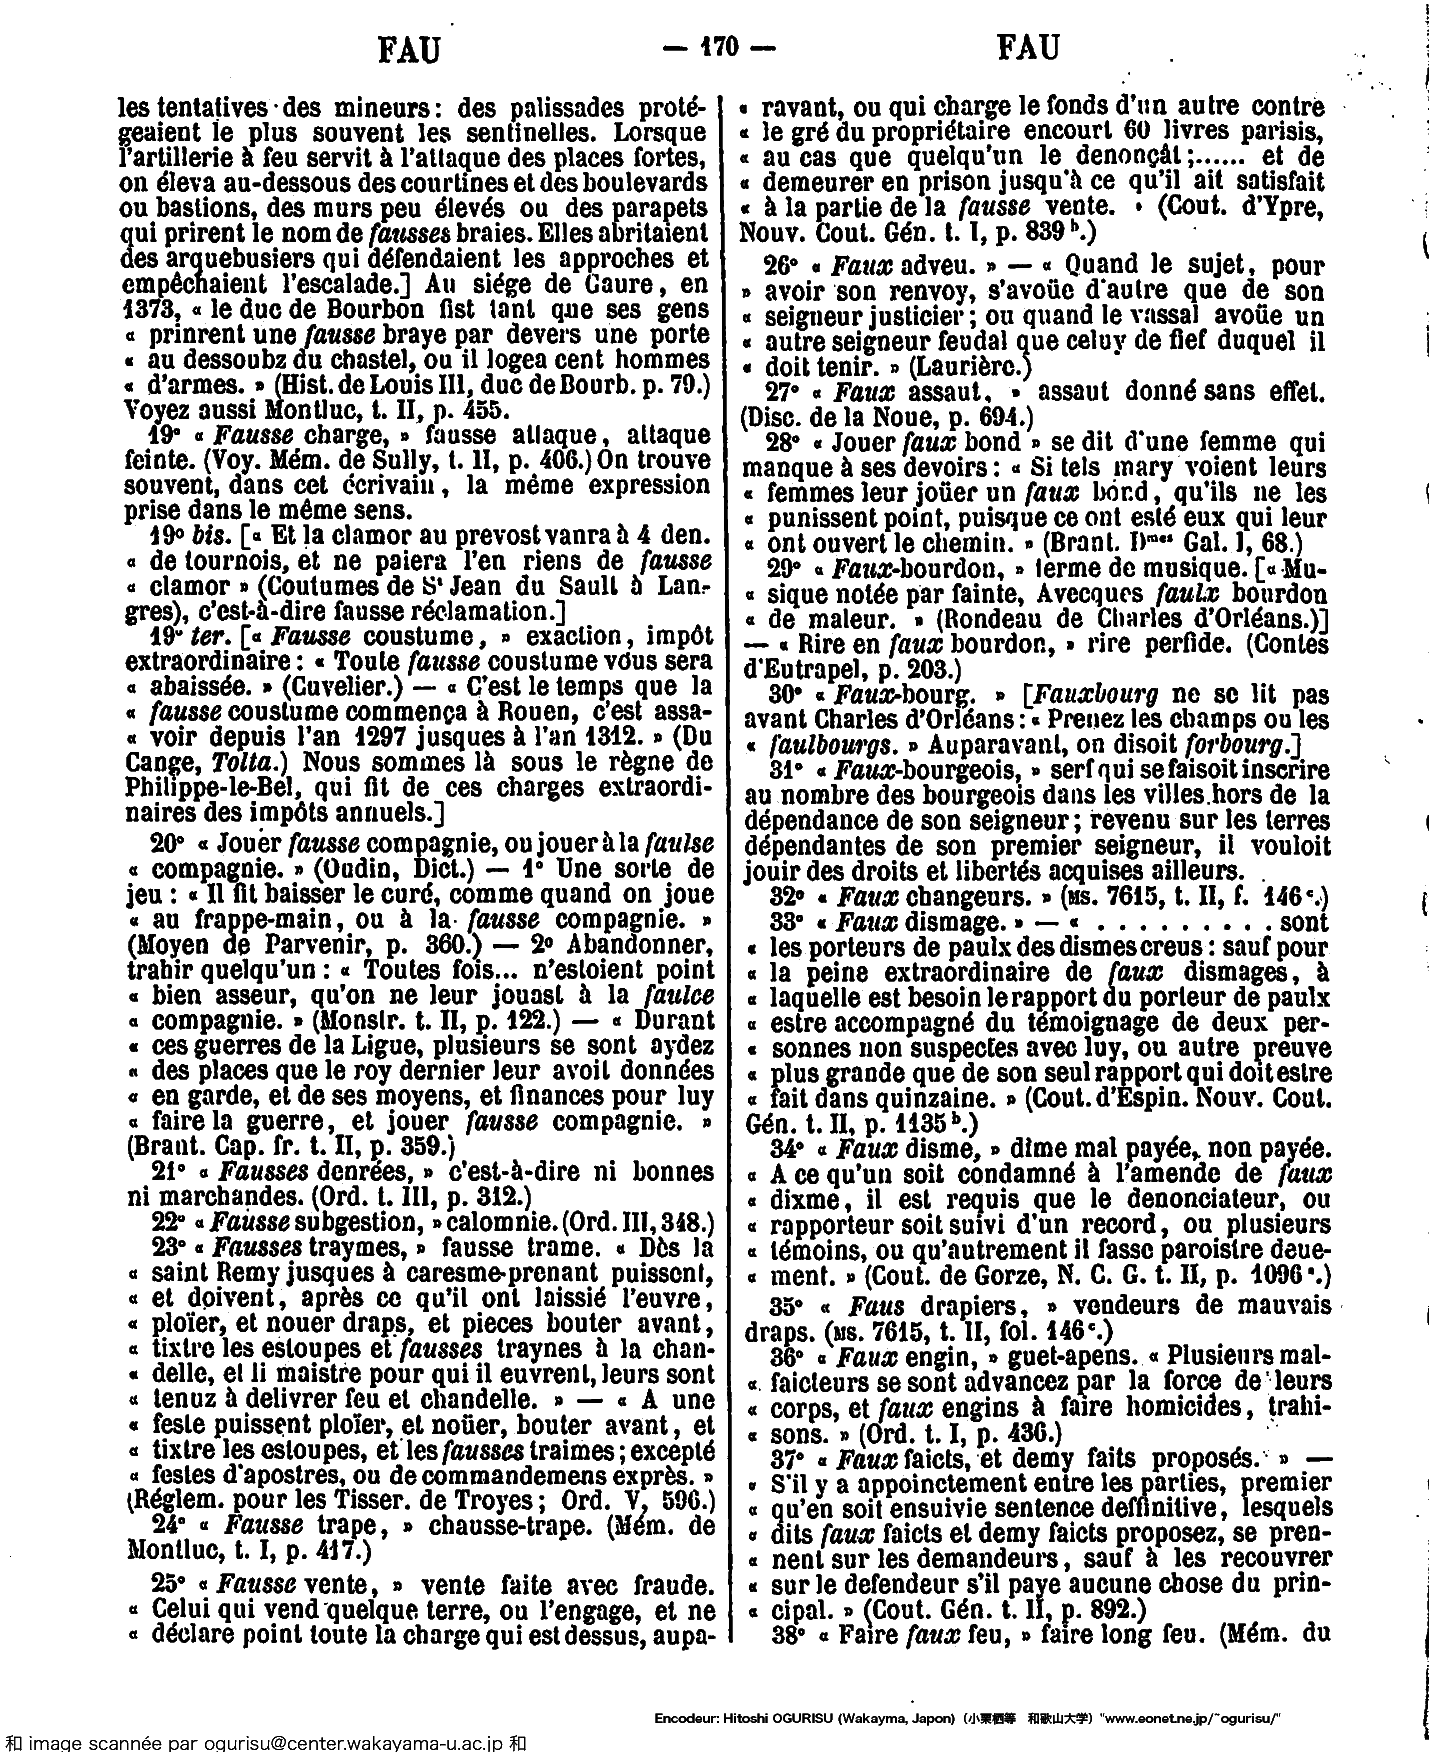 FAU — 170 — FAU
les tentatives des mineurs : des palissades proté-
geaient le plus souvent les sentinelles. Lorsque
l'artillerie à feu servit à l'attaque des places fortes,
on éleva au-dessous des courtines et des boulevards
ou bastions, des murs peu élevés ou des parapets
qui prirent le nom de fausses braies. Elles abritaient
des arquebusiers qui défendaient les approches et
empêchaient l'escalade.] Au siége de Gaure, en
1373, « le duc de Bourbon fist tant que ses gens
« prinrent une fausse braye par devers une porte
« au dessoubz du chastel, ou il logea cent hommes
« d'armes. » (Hist. de Louis III, duc de Bourb. p. 79.)
Voyez aussi Montluc, t. II, p. 455.
19° « Fausse charge, » fausse attaque, attaque
feinte. (Voy. Mém. de Sully, t. II, p. 406.) On trouve
souvent, dans cet écrivain, la même expression
prise dans le même sens.
19° bis. [« Et la clamor au prevost vanra à 4 den.
« de tournois, et ne paiera l'en riens de fausse
« clamor » (Coutumes de St Jean du Sault à Lan-
gres), c'est-à-dire fausse réclamation.]
19° ter. [« Fausse coustume, » exaction, impôt
extraordinaire : « Toute fausse coustume vous sera
« abaissée. » (Cuvelier.) — « C'est le temps que la
« fausse coustume commença à Rouen, c'est assa-
« voir depuis l'an 1297 jusques à l'an 1312. » (Du
Cange, Tolta.) Nous sommes là sous le règne de
Philippe-le-Bel, qui fit de ces charges extraordi-
naires des impôts annuels.]
20° « Jouer fausse compagnie, ou jouer à la faulse
« compagnie. » (Oudin, Dict.) — 1° Une sorte de
jeu : « Il fit baisser le curé, comme quand on joue
« au frappe-main, ou à la fausse compagnie. »
(Moyen de Parvenir, p. 360.) — 2° Abandonner,
trahir quelqu'un : « Toutes fois... n'estoient point
« bien asseur, qu'on ne leur jouast à la faulce
« compagnie. » (Monstr. t. II, p. 122.) — « Durant
« ces guerres de la Ligue, plusieurs se sont aydez
« des places que le roy dernier leur avoit données
« en garde, et de ses moyens, et finances pour luy
« faire la guerre, et jouer fausse compagnie. »
(Brant. Cap. fr. t. II, p. 359.)
21° « Fausses denrées, » c'est-à-dire ni bonnes
ni marchandes. (Ord. t. III, p. 312.)
22° « Fausse subgestion, » calomnie. (Ord. III, 348.)
23° « Fausses traymes, » fausse trame. « Dès la
« saint Remy jusques à caresme-prenant puissent,
« et doivent, après ce qu'il ont laissié l'euvre,
« ploïer, et nouer draps, et pieces bouter avant,
« tixtre les estoupes et fausses traynes à la chan-
« delle, et li maistre pour qui il euvrent, leurs sont
« tenuz à delivrer feu et chandelle. » — « A une
« feste puissent ploïer, et noüer, bouter avant, et
« tixtre les estoupes, et les fausses traimes ; excepté
« festes d'apostres, ou de commandemens exprès. »
(Réglem. pour les Tisser. de Troyes ; Ord. V, 596.)
24° « Fausse trape, » chausse-trape. (Mém. de
Montluc, t. I, p. 417.)
25° « Fausse vente, » vente faite avec fraude.
« Celui qui vend quelque terre, ou l'engage, et ne
« déclare point toute la charge qui est dessus, aupa-
« ravant, ou qui charge le fonds d'un autre contre
« le gré du propriétaire encourt 60 livres parisis,
« au cas que quelqu'un le denonçât ;...... et de
« demeurer en prison jusqu'à ce qu'il ait satisfait
« à la partie de la fausse vente. » (Cout. d'Ypre,
Nouv. Cout. Gén. t. I, p. 839 b.)
26° « Faux adveu. » — « Quand le sujet, pour
» avoir son renvoy, s'avoüe d'autre que de son
« seigneur justicier ; ou quand le vassal avoüe un
« autre seigneur feudal que celuy de fief duquel il
« doit tenir. » (Laurière.)
27° « Faux assaut, » assaut donné sans effet.
(Disc. de la Noue, p. 694.)
28° « Jouer faux bond » se dit d'une femme qui
manque à ses devoirs : « Si tels mary voient leurs
« femmes leur joüer un faux bond, qu'ils ne les
« punissent point, puisque ce ont esté eux qui leur
« ont ouvert le chemin. » (Brant. Dmes Gal. I, 68.)
29° « Faux-bourdon, » terme de musique. [« Mu-
« sique notée par fainte, Avecques faulx bourdon
« de maleur. » (Rondeau de Charles d'Orléans.)]
— « Rire en faux bourdon, » rire perfide. (Contes
d'Eutrapel, p. 203.)
30° « Faux-bourg. » [Fauxbourg ne se lit pas
avant Charles d'Orléans : « Prenez les champs ou les
« faulbourgs. » Auparavant, on disoit forbourg.]
31° « Faux-bourgeois, » serf qui se faisoit inscrire
au nombre des bourgeois dans les villes hors de la
dépendance de son seigneur ; revenu sur les terres
dépendantes de son premier seigneur, il vouloit
jouir des droits et libertés acquises ailleurs.
32° « Faux changeurs. » (MS. 7615, t. II, f. 146 c.)
33° « Faux dismage. » — « . . . . . . . . . . sont
« les porteurs de paulx des dismes creus : sauf pour
« la peine extraordinaire de faux dismages, à
« laquelle est besoin le rapport du porteur de paulx
« estre accompagné du témoignage de deux per-
« sonnes non suspectes avec luy, ou autre preuve
« plus grande que de son seul rapport qui doit estre
« fait dans quinzaine. » (Cout. d'Espin. Nouv. Cout.
Gén. t. II, p. 1135 b.)
34° « Faux disme, » dîme mal payée, non payée.
« A ce qu'un soit condamné à l'amende de faux
« dixme, il est requis que le denonciateur, ou
« rapporteur soit suivi d'un record, ou plusieurs
« témoins, ou qu'autrement il fasse paroistre deue-
« ment. » (Cout. de Gorze, N. C. G. t. II, p. 1096 a.)
35° « Faus drapiers, » vendeurs de mauvais
draps. (MS. 7615, t. II, fol. 146 c.)
36° « Faux engin, » guet-apens. « Plusieurs mal-
« faicteurs se sont advancez par la force de leurs
« corps, et faux engins à faire homicides, trahi-
« sons. » (Ord. t. I, p. 436.)
37° « Faux faicts, et demy faits proposés. » —
« S'il y a appoinctement entre les parties, premier
« qu'en soit ensuivie sentence deffinitive, lesquels
« dits faux faicts et demy faicts proposez, se pren-
« nent sur les demandeurs, sauf à les recouvrer
« sur le defendeur s'il paye aucune chose du prin-
« cipal. » (Cout. Gén. t. II, p. 892.)
38° « Faire faux feu, » faire long feu. (Mém. du
Encodeur: Hitoshi OGURISU (Wakayma, Japon) (小栗栖等 和歌山大学) "www.eonet.ne.jp/~ogurisu/"
和 image scannée par ogurisu@center.wakayama-u.ac.jp 和